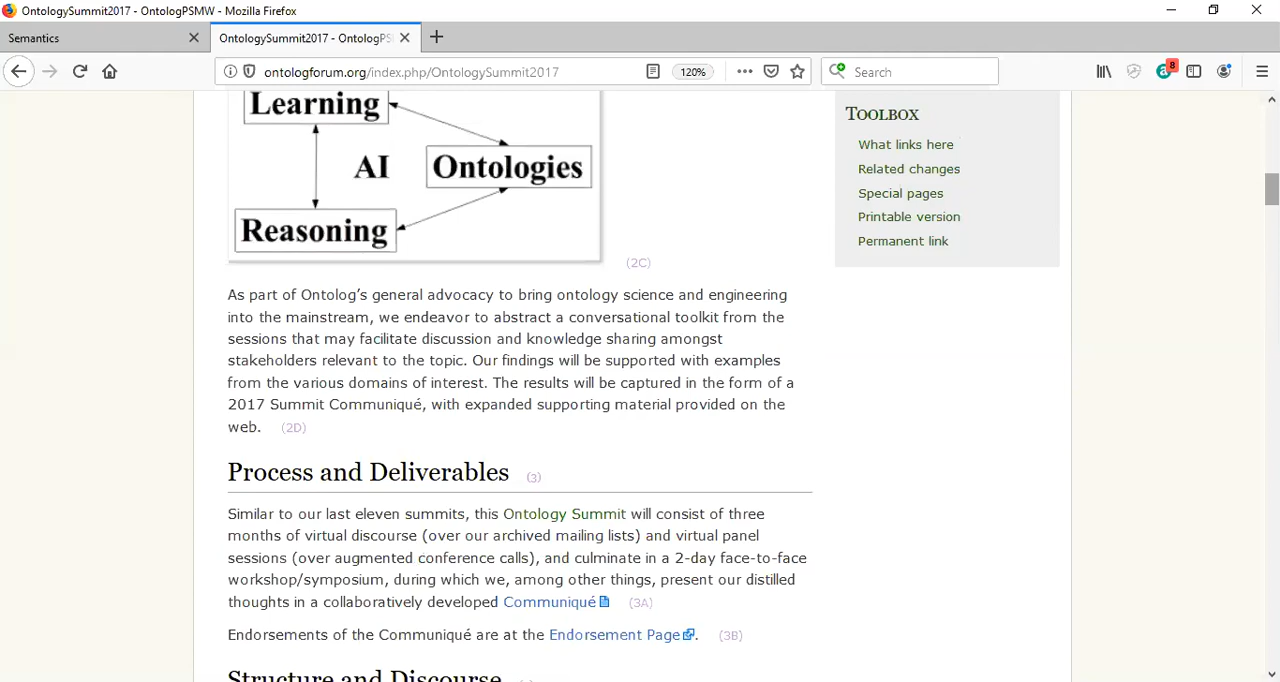 OntologySummit2017 - OntologPSMW - Mozilla Firefox
Semantics
OntologySummit2017 - OntologPS
ontologforum.org/index.php/OntologySummit2017
120%
Search
8
Learning
AI
Ontologies
Reasoning
(2C)
TOOLBOX
What links here
Related changes
Special pages
Printable version
Permanent link
As part of Ontolog’s general advocacy to bring ontology science and engineering
into the mainstream, we endeavor to abstract a conversational toolkit from the
sessions that may facilitate discussion and knowledge sharing amongst
stakeholders relevant to the topic. Our findings will be supported with examples
from the various domains of interest. The results will be captured in the form of a
2017 Summit Communiqué, with expanded supporting material provided on the
web. (2D)
Process and Deliverables (3)
Similar to our last eleven summits, this Ontology Summit will consist of three
months of virtual discourse (over our archived mailing lists) and virtual panel
sessions (over augmented conference calls), and culminate in a 2-day face-to-face
workshop/symposium, during which we, among other things, present our distilled
thoughts in a collaboratively developed Communiqué (3A)
Endorsements of the Communiqué are at the Endorsement Page. (3B)
Structure and Discourse